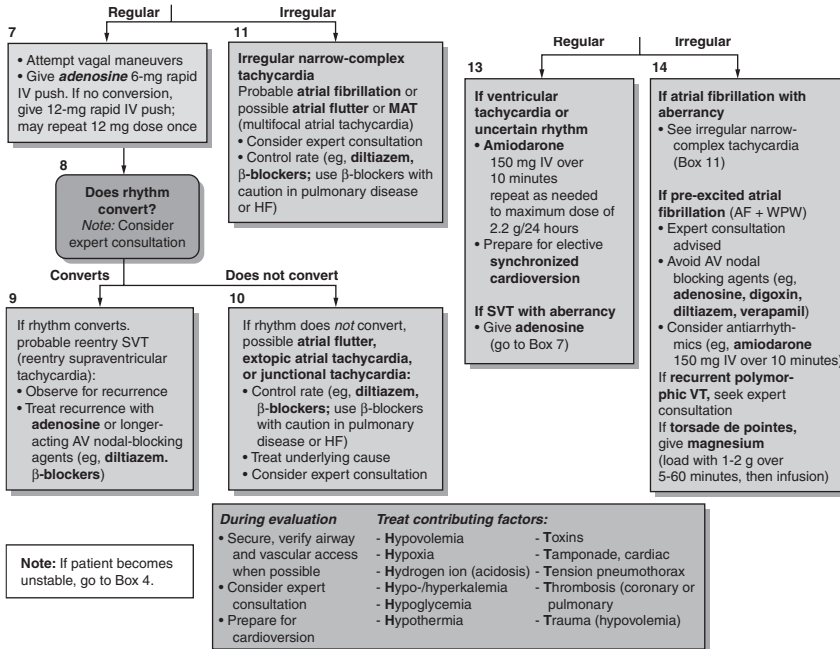 Regular
Irregular
7
• Attempt vagal maneuvers
• Give adenosine 6-mg rapid
IV push. If no conversion,
give 12-mg rapid IV push;
may repeat 12 mg dose once
11
Irregular narrow-complex
tachycardia
Probable atrial fibrillation or
possible atrial flutter or MAT
(multifocal atrial tachycardia)
• Consider expert consultation
• Control rate (eg, diltiazem,
β-blockers; use β-blockers with
caution in pulmonary disease
or HF)
8
Does rhythm
convert?
Note: Consider
expert consultation
Converts
Does not convert
9
If rhythm converts.
probable reentry SVT
(reentry supraventricular
tachycardia):
• Observe for recurrence
• Treat recurrence with
adenosine or longer-
acting AV nodal-blocking
agents (eg, diltiazem.
β-blockers)
10
If rhythm does not convert,
possible atrial flutter,
extopic atrial tachycardia,
or junctional tachycardia:
• Control rate (eg, diltiazem,
β-blockers; use β-blockers
with caution in pulmonary
disease or HF)
• Treat underlying cause
• Consider expert consultation
Regular
Irregular
13
If ventricular
tachycardia or
uncertain rhythm
• Amiodarone
150 mg IV over
10 minutes
repeat as needed
to maximum dose of
2.2 g/24 hours
• Prepare for elective
synchronized
cardioversion
If SVT with aberrancy
• Give adenosine
(go to Box 7)
14
If atrial fibrillation with
aberrancy
• See irregular narrow-
complex tachycardia
(Box 11)
If pre-excited atrial
fibrillation (AF + WPW)
• Expert consultation
advised
• Avoid AV nodal
blocking agents (eg,
adenosine, digoxin,
diltiazem, verapamil)
• Consider antiarrhyth-
mics (eg, amiodarone
150 mg IV over 10 minutes)
If recurrent polymor-
phic VT, seek expert
consultation
If torsade de pointes,
give magnesium
(load with 1-2 g over
5-60 minutes, then infusion)
Note: If patient becomes
unstable, go to Box 4.
During evaluation
• Secure, verify airway
and vascular access
when possible
• Consider expert
consultation
• Prepare for
cardioversion
Treat contributing factors:
- Hypovolemia
- Hypoxia
- Hydrogen ion (acidosis)
- Hypo-/hyperkalemia
- Hypoglycemia
- Hypothermia
- Toxins
- Tamponade, cardiac
- Tension pneumothorax
- Thrombosis (coronary or
pulmonary
- Trauma (hypovolemia)